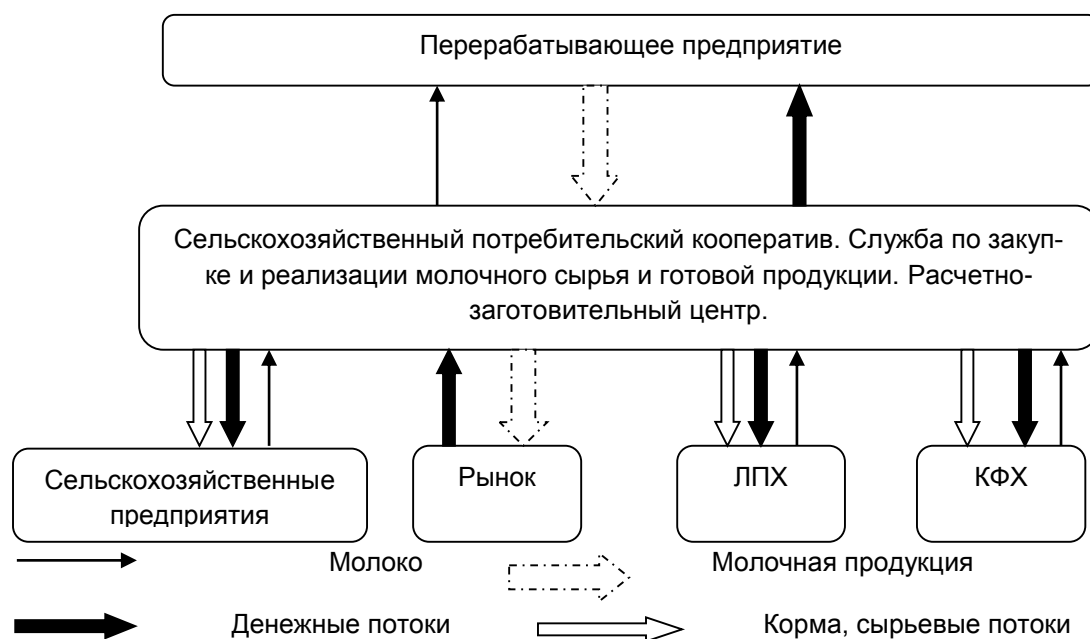 Перерабатывающее предприятие
Сельскохозяйственный потребительский кооператив. Служба по закуп-
ке и реализации молочного сырья и готовой продукции. Расчетно-
заготовительный центр.
Сельскохозяйственные
предприятия
Рынок
ЛПХ
КФХ
Молоко
Молочная продукция
Денежные потоки
Корма, сырьевые потоки